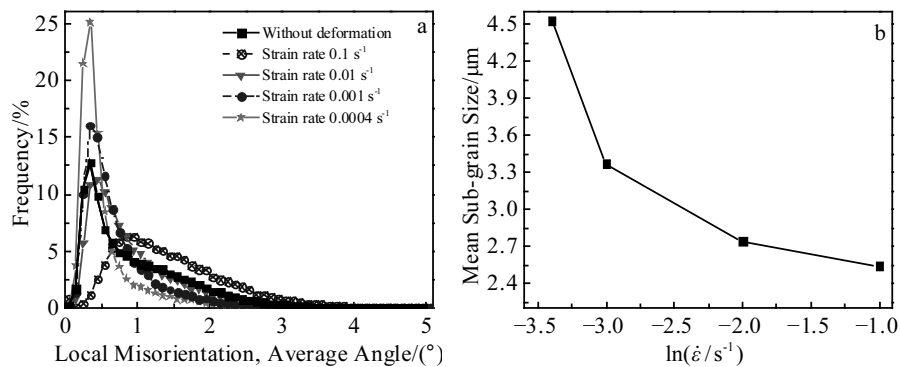 a
Without deformation
Strain rate 0.1 s⁻¹
Strain rate 0.01 s⁻¹
Strain rate 0.001 s⁻¹
Strain rate 0.0004 s⁻¹
Frequency/%
25
20
15
10
5
0
0 1 2 3 4 5
Local Misorientation, Average Angle/(°)
b
Mean Sub-grain Size/μm
4.5
4.2
3.9
3.6
3.3
3.0
2.7
2.4
−3.5 −3.0 −2.5 −2.0 −1.5 −1.0
ln(ε̇/s⁻¹)